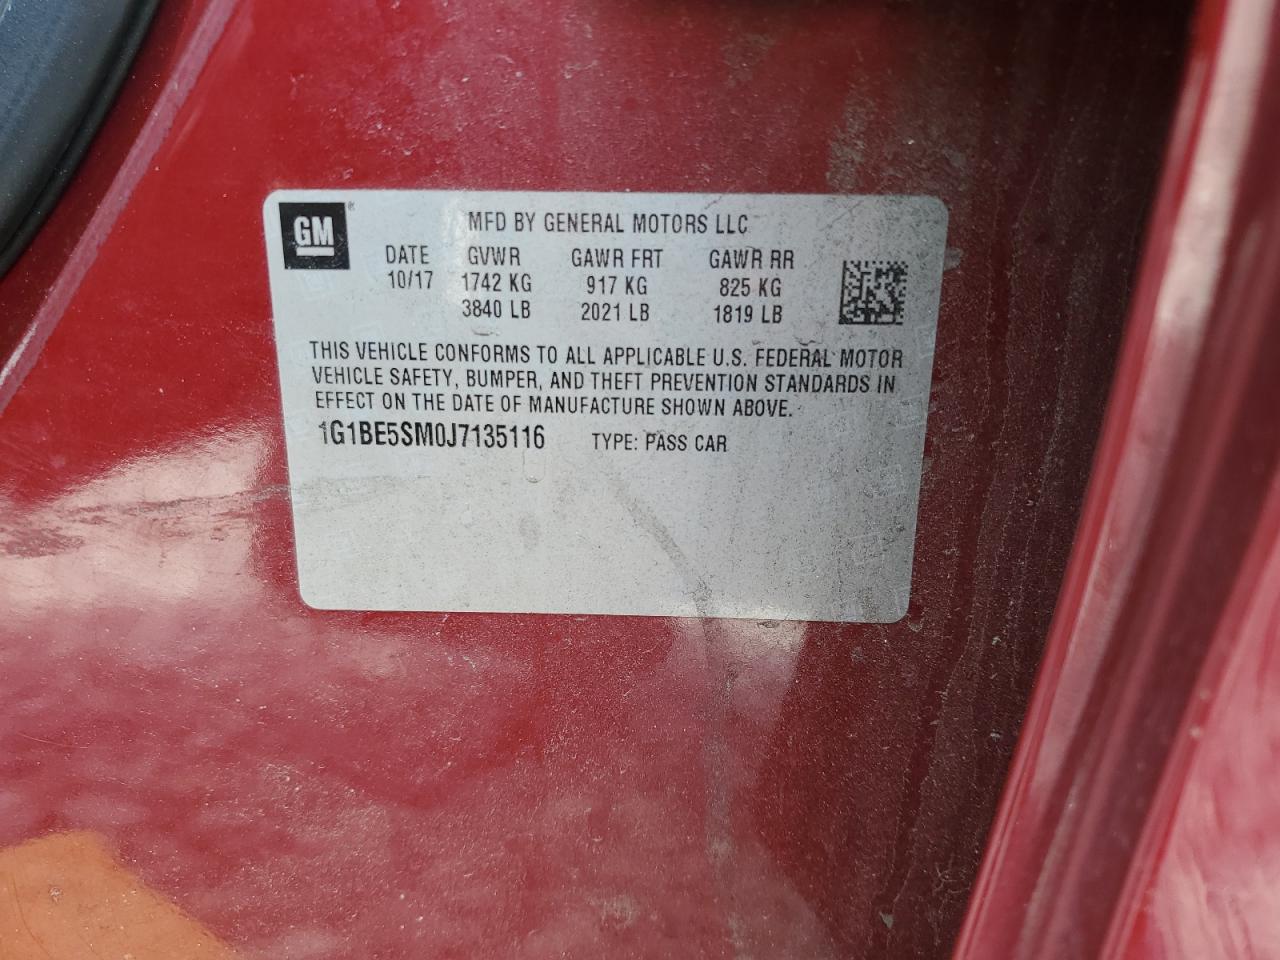 GM ®
MFD BY GENERAL MOTORS LLC
DATE GVWR GAWR FRT GAWR RR
10/17 1742 KG 917 KG 825 KG
3840 LB 2021 LB 1819 LB
THIS VEHICLE CONFORMS TO ALL APPLICABLE U.S. FEDERAL MOTOR
VEHICLE SAFETY, BUMPER, AND THEFT PREVENTION STANDARDS IN
EFFECT ON THE DATE OF MANUFACTURE SHOWN ABOVE.
1G1BE5SM0J7135116 TYPE: PASS CAR